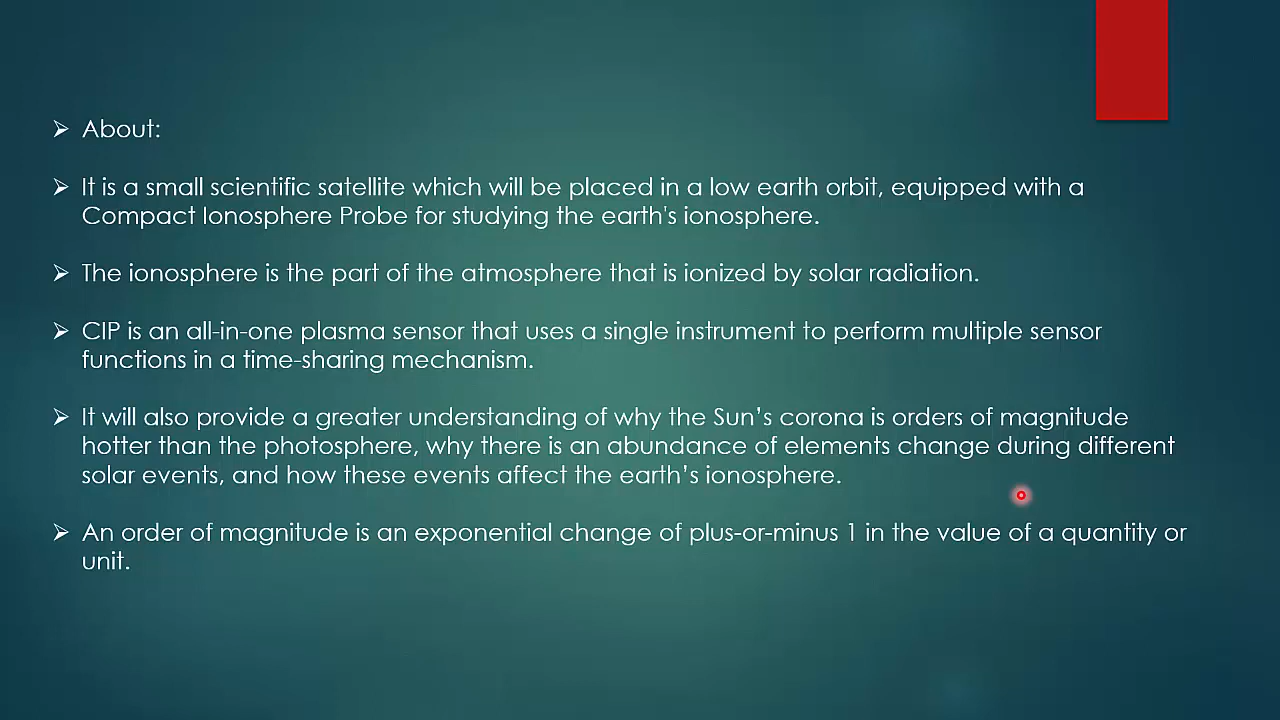 About:
It is a small scientific satellite which will be placed in a low earth orbit, equipped with a
Compact Ionosphere Probe for studying the earth's ionosphere.
The ionosphere is the part of the atmosphere that is ionized by solar radiation.
CIP is an all-in-one plasma sensor that uses a single instrument to perform multiple sensor
functions in a time-sharing mechanism.
It will also provide a greater understanding of why the Sun’s corona is orders of magnitude
hotter than the photosphere, why there is an abundance of elements change during different
solar events, and how these events affect the earth’s ionosphere.
An order of magnitude is an exponential change of plus-or-minus 1 in the value of a quantity or
unit.